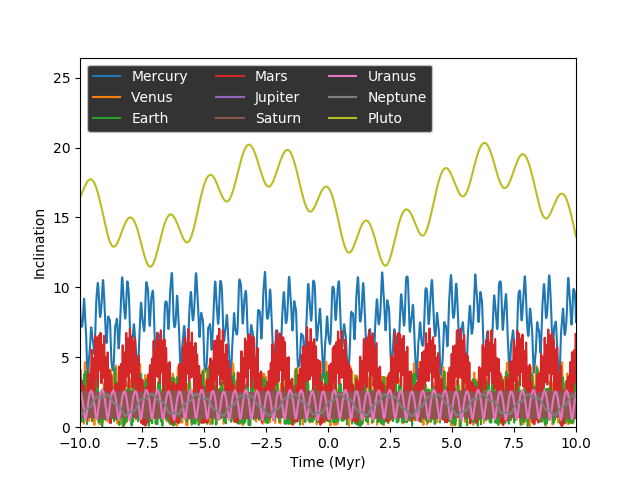 Mercury Mars Uranus
Venus Jupiter Neptune
Earth Saturn Pluto
25
20
15
10
5
0
Inclination
−10.0 −7.5 −5.0 −2.5 0.0 2.5 5.0 7.5 10.0
Time (Myr)